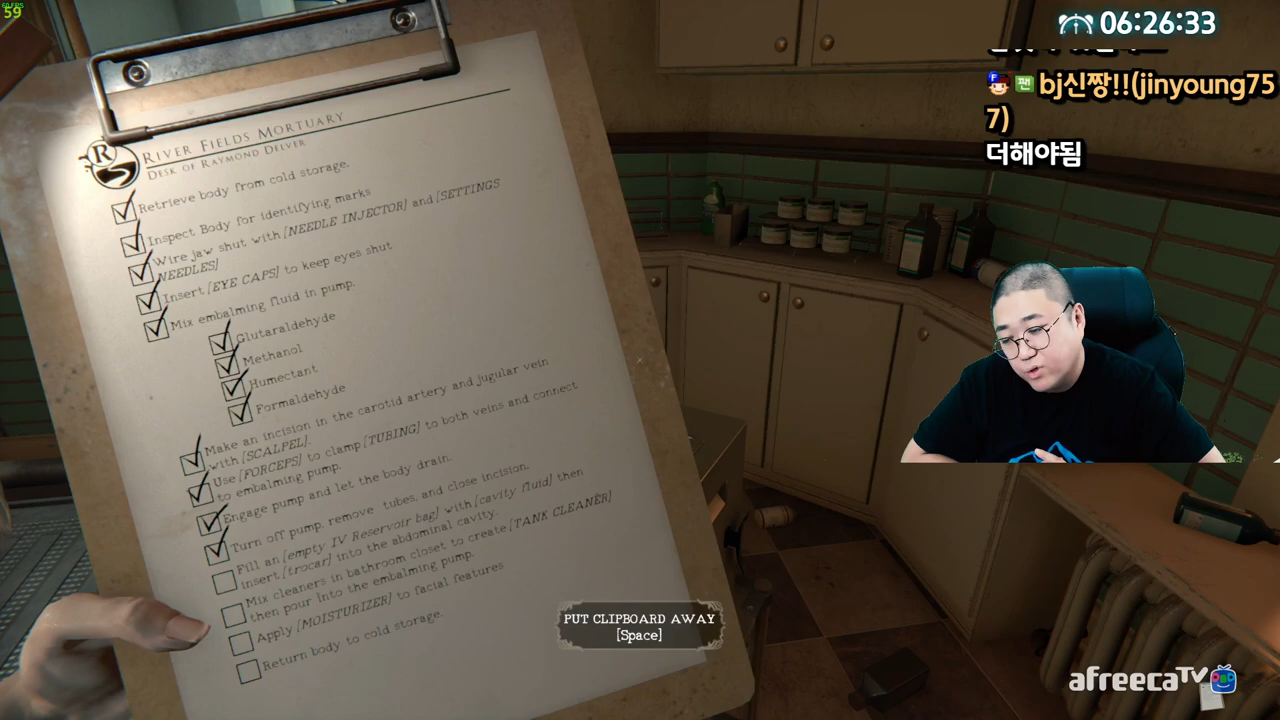 60 FPS
59
06:26:33
F 팬 bj신짱!!(jinyoung75
7)
더해야됨
R
RIVER FIELDS MORTUARY
DESK OF RAYMOND DELVER
Retrieve body from cold storage.
Inspect Body for identifying marks
Wire jaw shut with [NEEDLE INJECTOR] and [SETTINGS
NEEDLES]
Insert [EYE CAPS] to keep eyes shut
Mix embalming fluid in pump.
Glutaraldehyde
Methanol
Humectant
Formaldehyde
Make an incision in the carotid artery and jugular vein
with [SCALPEL].
Use [FORCEPS] to clamp [TUBING] to both veins and connect
to embalming pump.
Engage pump and let the body drain.
Turn off pump, remove tubes, and close incision.
Fill an [empty IV Reservoir bag] with [cavity fluid] then
insert [trocar] into the abdominal cavity.
Mix cleaners in bathroom closet to create [TANK CLEANER]
then pour into the embalming pump.
Apply [MOISTURIZER] to facial features
Return body to cold storage.
PUT CLIPBOARD AWAY
[Space]
afreecaTV